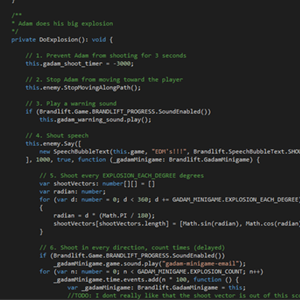 /**
 * Adam does his big explosion
 */
private DoExplosion(): void {
// 1. Prevent Adam from shooting for 3 seconds
this.gadam_shoot_timer = -3000;
// 2. Stop Adam from moving toward the player
this.enemy.StopMovingAlongPath();
// 3. Play a warning sound
if (Brandlift.Game.BRANDLIFT_PROGRESS.SoundEnabled())
this.gadam_warning_sound.play();
// 4. Shout speech
this.enemy.Say([
new SpeechBubbleText(this.game, "EDM's!!!", Brandlift.SpeechBubbleText.SHO
], 1000, true, function (_gadamMinigame: Brandlift.GadamMinigame) {
// 5. Shoot every EXPLOSION_EACH_DEGREE degrees
var shootVectors: number[][] = []
var radian: number;
for (var d: number = 0; d < 360; d += GADAM_MINIGAME.EXPLOSION_EACH_DEGREE)
{
radian = d * (Math.PI / 180);
shootVectors[shootVectors.length] = [Math.sin(radian), Math.cos(radian)
}
// 6. Shoot in every direction, count times (delayed)
if (Brandlift.Game.BRANDLIFT_PROGRESS.SoundEnabled())
_gadamMinigame.game.sound.play("gadam-minigame-email");
for (var n: number = 0; n < GADAM_MINIGAME.EXPLOSION_COUNT; n++)
_gadamMinigame.time.events.add(n * 100, function () {
var _gadamMinigame: Brandlift.GadamMinigame = this;
//TODO: I dont really like that the shoot vector is out of this sc